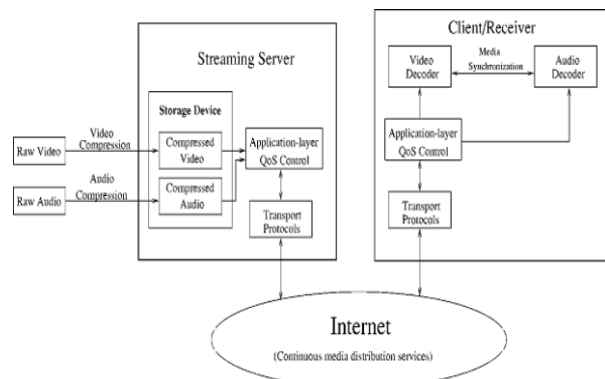 Streaming Server
Storage Device
Raw Video
Video
Compression
Compressed
Video
Application-layer
QoS Control
Raw Audio
Audio
Compression
Compressed
Audio
Transport
Protocols
Client/Receiver
Video
Decoder
Media
Synchronization
Audio
Decoder
Application-layer
QoS Control
Transport
Protocols
Internet
(Continuous media distribution services)